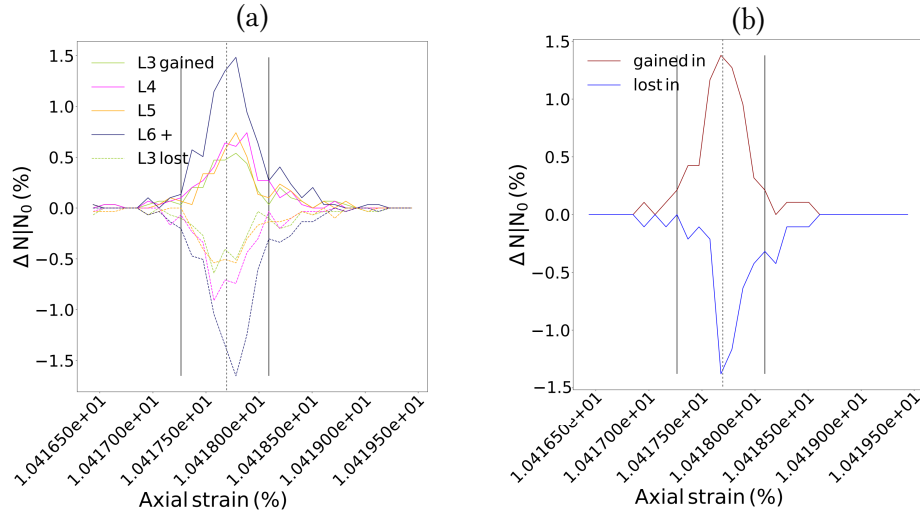 (a)
1.5
1.0
0.5
0.0
−0.5
−1.0
−1.5
Δ N|N0 (%)
L3 gained
L4
L5
L6 +
L3 lost
1.041650e+01
1.041700e+01
1.041750e+01
1.041800e+01
1.041850e+01
1.041900e+01
1.041950e+01
Axial strain (%)
(b)
1.5
1.0
0.5
0.0
−0.5
−1.0
−1.5
Δ N|N0 (%)
gained in
lost in
1.041650e+01
1.041700e+01
1.041750e+01
1.041800e+01
1.041850e+01
1.041900e+01
1.041950e+01
Axial strain (%)